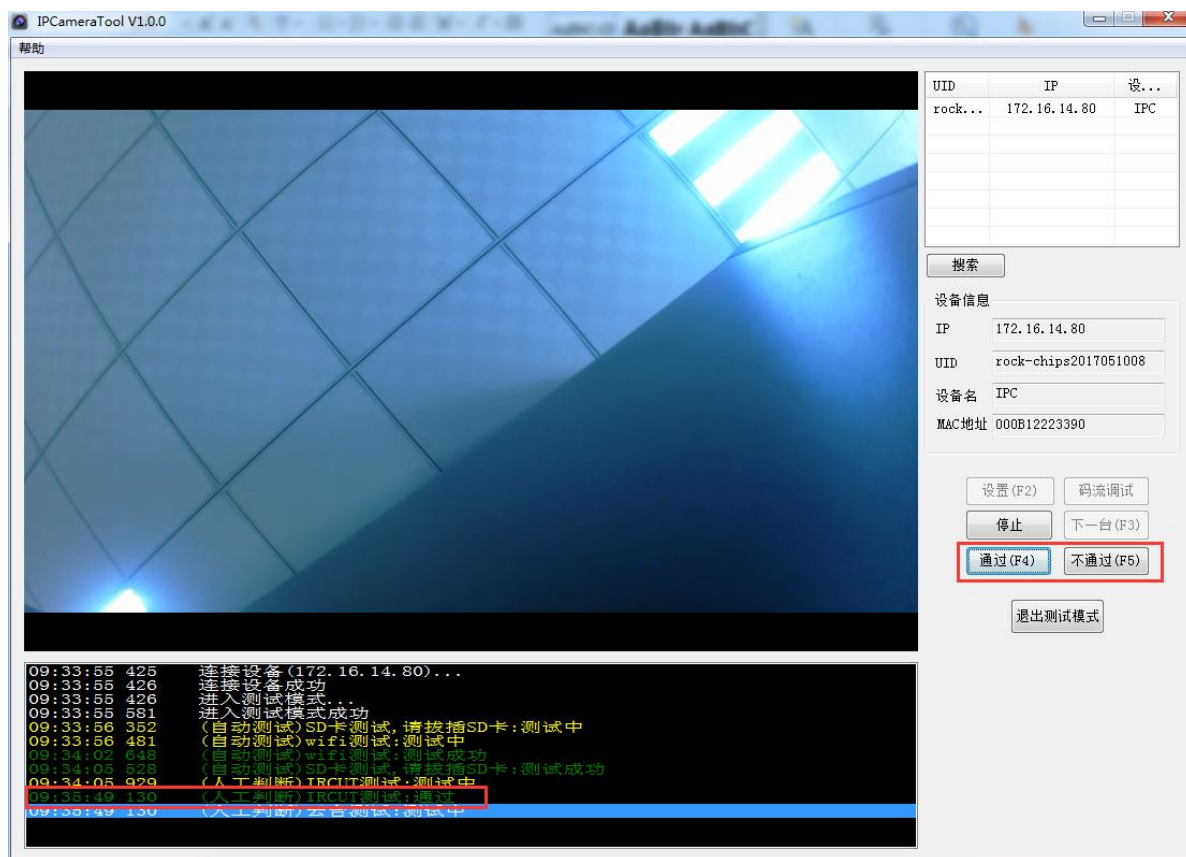 IPCameraTool V1.0.0
帮助
UID IP 设...
rock... 172.16.14.80 IPC
搜索
设备信息
IP 172.16.14.80
UID rock-chips2017051008
设备名 IPC
MAC地址 000B12223390
设置(F2) 码流调试
停止 下一台(F3)
通过(F4) 不通过(F5)
退出测试模式
09:33:55 425 连接设备(172.16.14.80)...
09:33:55 426 连接设备成功
09:33:55 426 进入测试模式...
09:33:55 581 进入测试模式成功
09:33:56 352 (自动测试)SD卡测试,请拔插SD卡:测试中
09:33:56 481 (自动测试)wifi测试:测试中
09:34:02 648 (自动测试)wifi测试:测试成功
09:34:05 528 (自动测试)SD卡测试,请拔插SD卡:测试成功
09:34:05 929 (人工判断)IRCUT测试:测试中
09:35:49 130 (人工判断)IRCUT测试:通过
09:35:49 130 (人工判断)云台测试:测试中